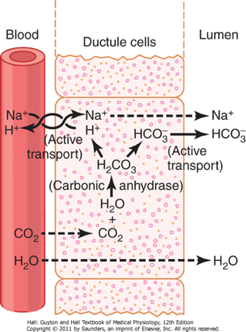 Blood Ductule cells Lumen
Na+ Na+ Na+
H+ H+
(Active transport)
HCO3− HCO3−
(Active transport)
H2CO3
(Carbonic anhydrase)
H2O
+
CO2 CO2
H2O H2O
Hall: Guyton and Hall Textbook of Medical Physiology, 12th Edition
Copyright © 2011 by Saunders, an imprint of Elsevier, Inc. All rights reserved.